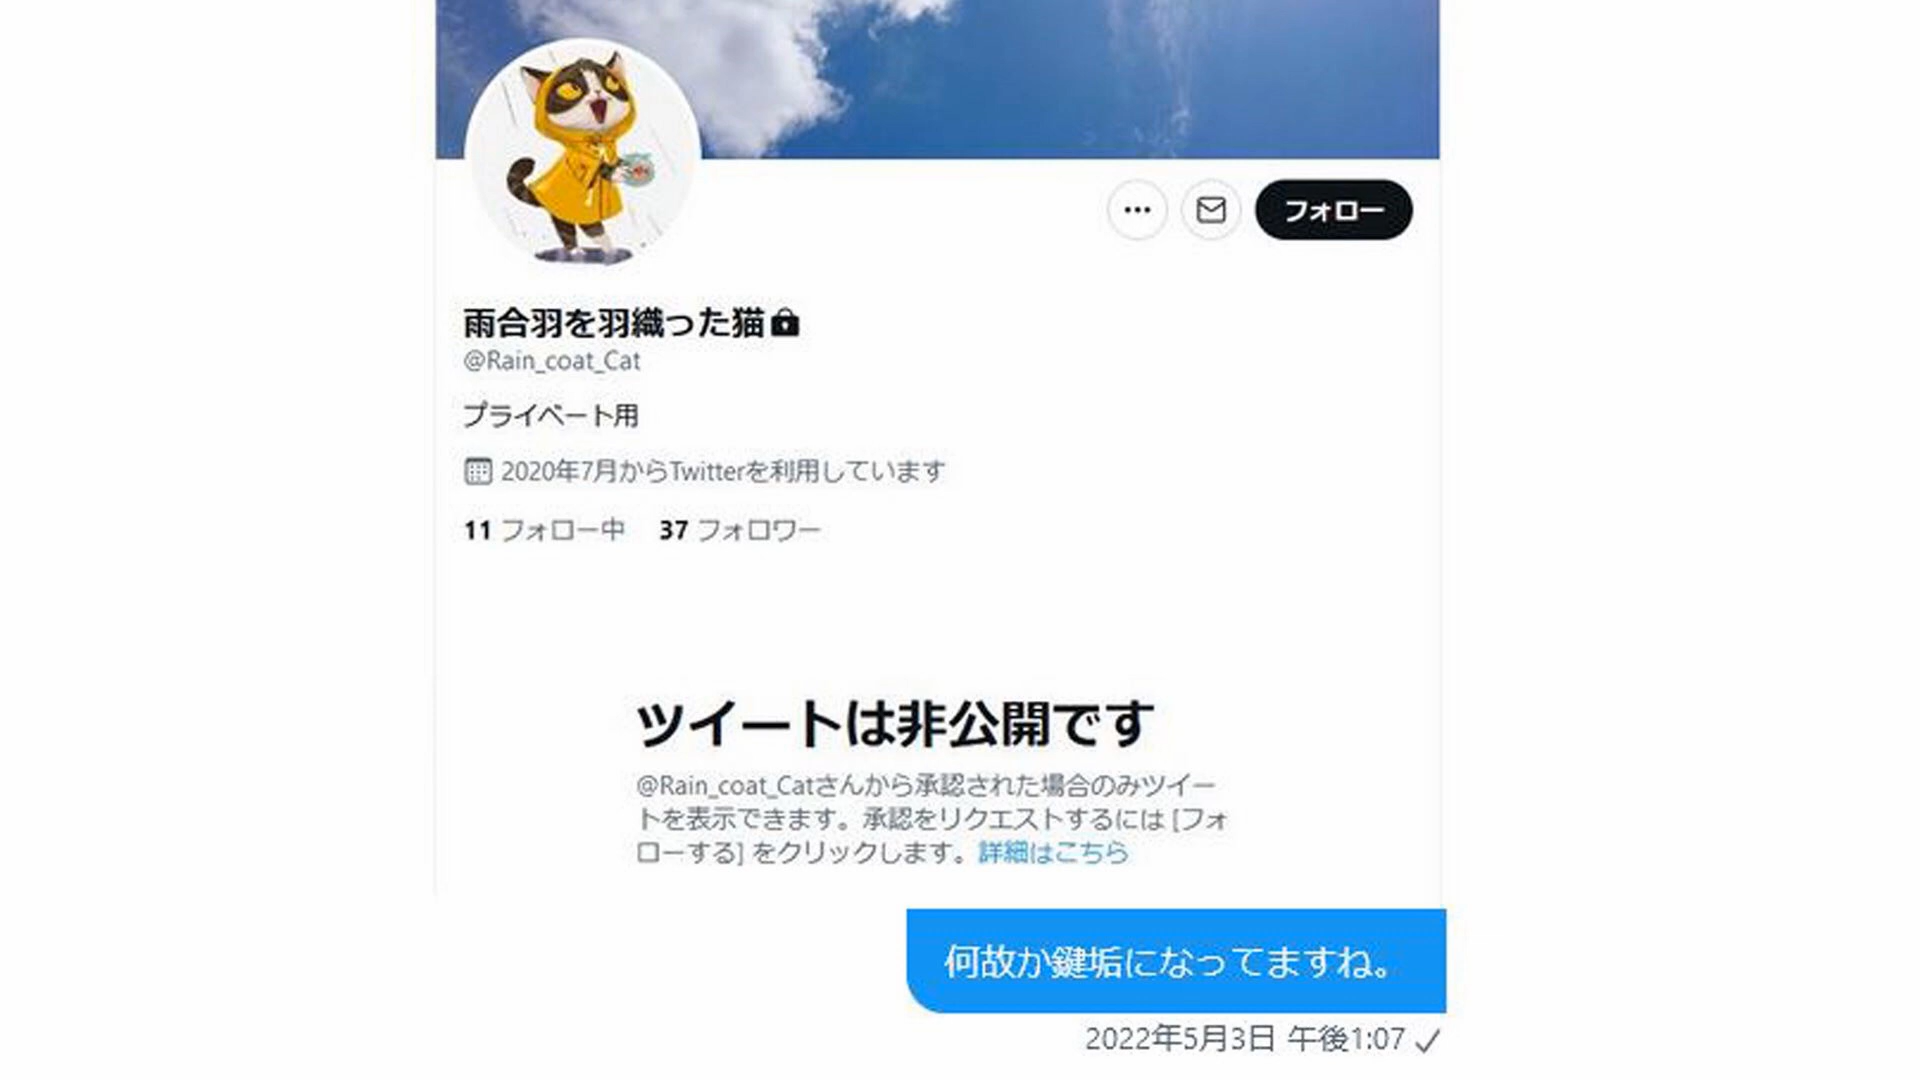 フォロー
雨合羽を羽織った猫
@Rain_coat_Cat
プライベート用
2020年7月からTwitterを利用しています
11 フォロー中 37 フォロワー
ツイートは非公開です
@Rain_coat_Catさんから承認された場合のみツイー
トを表示できます。承認をリクエストするには [フォ
ローする] をクリックします。詳細はこちら
何故か鍵垢になってますね。
2022年5月3日 午後1:07